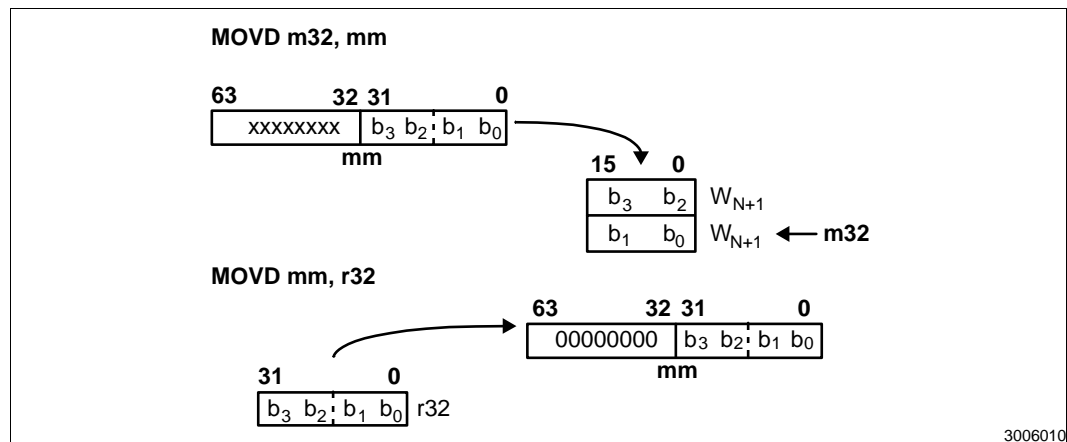 MOVD m32, mm
63 32 31 0
xxxxxxxx b3 b2 b1 b0
mm
15 0
b3 b2 WN+1
b1 b0 WN+1 m32
MOVD mm, r32
63 32 31 0
00000000 b3 b2 b1 b0
mm
31 0
b3 b2 b1 b0 r32
3006010